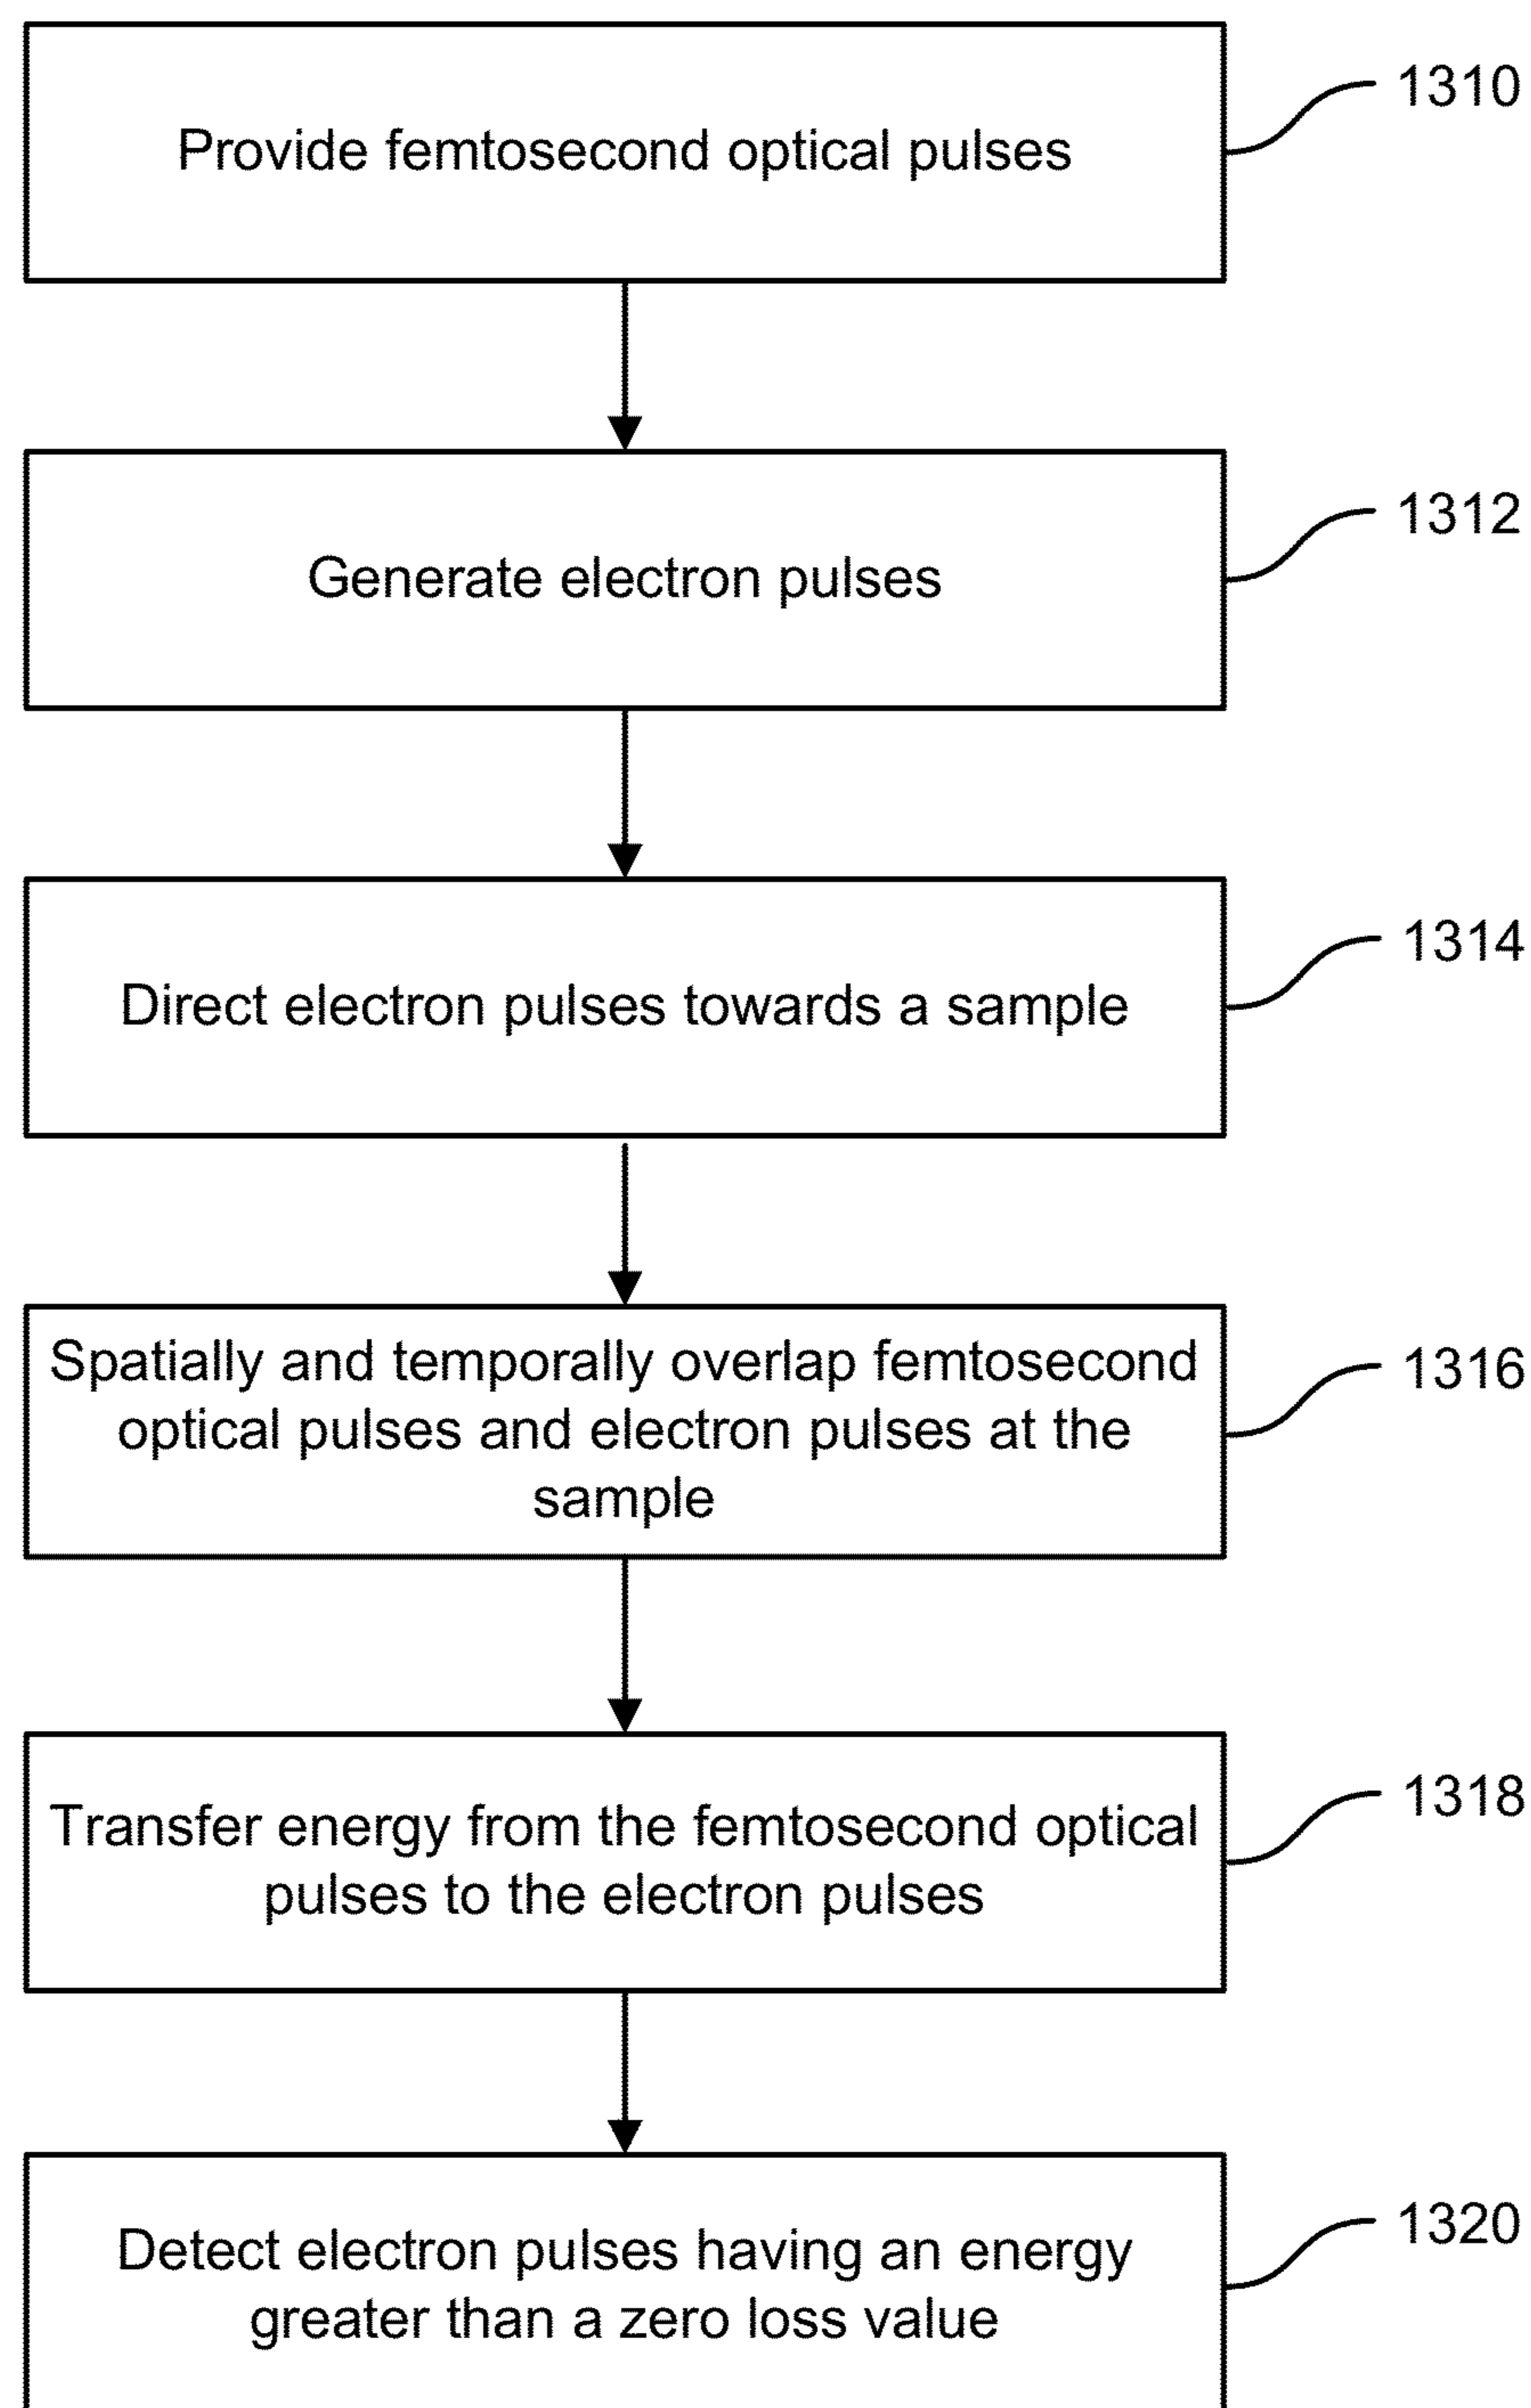 Provide femtosecond optical pulses
1310
Generate electron pulses
1312
Direct electron pulses towards a sample
1314
Spatially and temporally overlap femtosecond
optical pulses and electron pulses at the
sample
1316
Transfer energy from the femtosecond optical
pulses to the electron pulses
1318
Detect electron pulses having an energy
greater than a zero loss value
1320